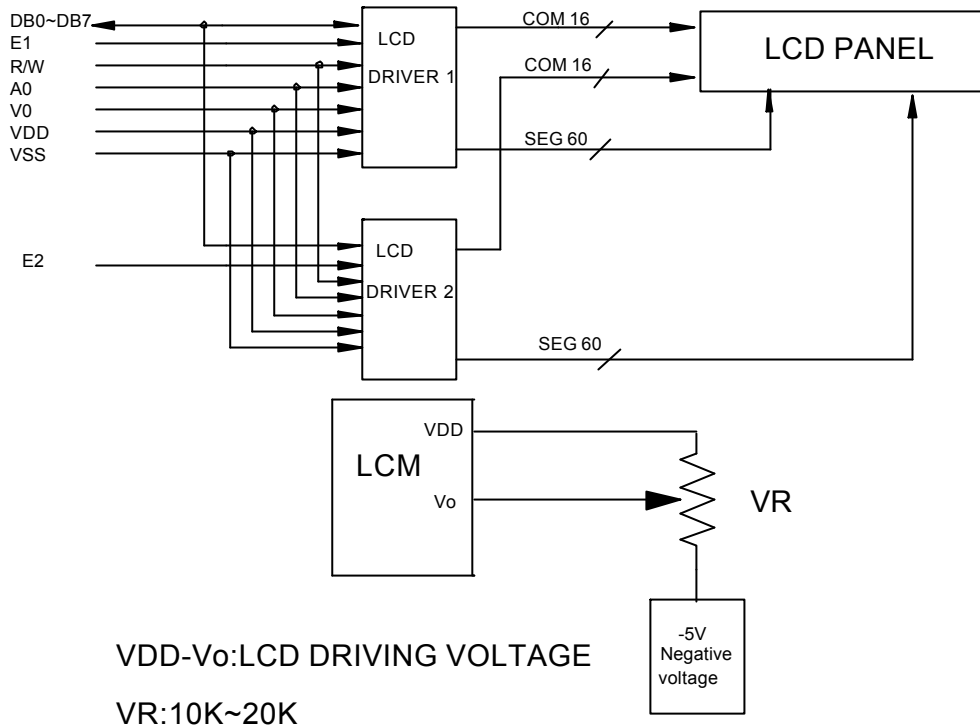 DB0~DB7
E1
R/W
A0
V0
VDD
VSS
E2
LCD
DRIVER 1
COM 16
COM 16
SEG 60
LCD PANEL
LCD
DRIVER 2
SEG 60
LCM
VDD
Vo
VR
-5V
Negative
voltage
VDD-Vo:LCD DRIVING VOLTAGE
VR:10K~20K